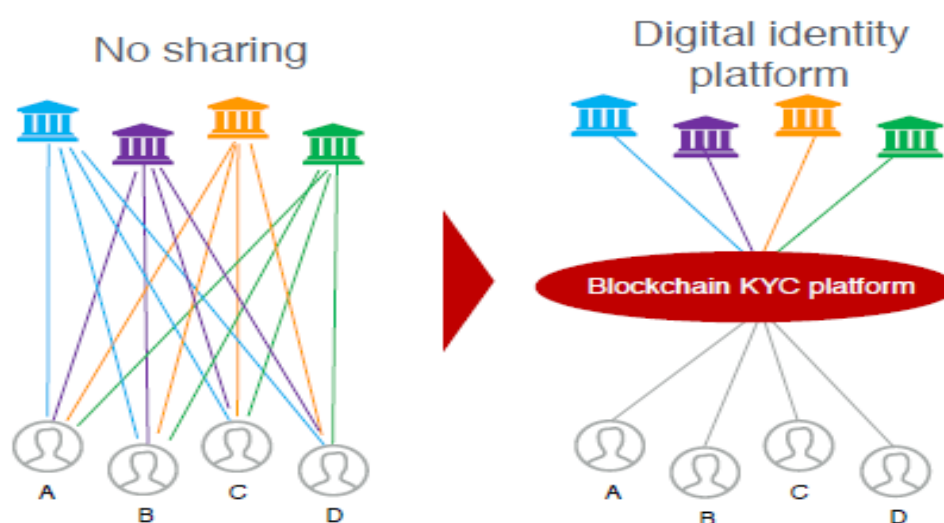 No sharing
Digital identity
platform
Blockchain KYC platform
A
B
C
D
A
B
C
D